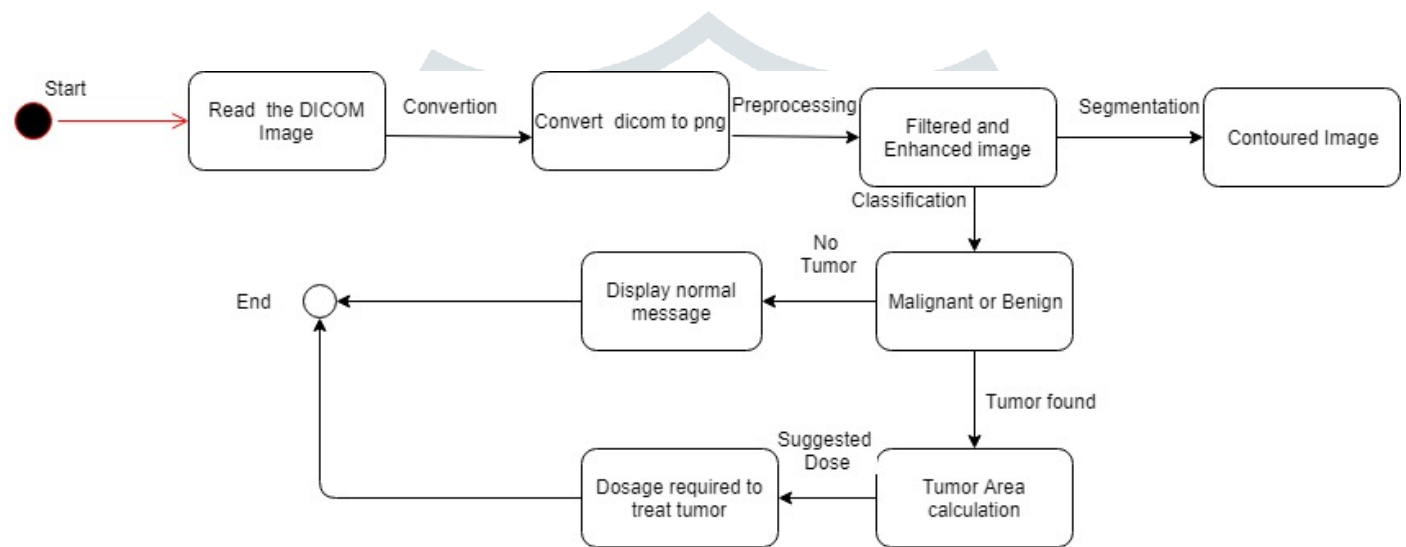 Start
Read the DICOM
Image
Convertion
Convert dicom to png
Preprocessing
Filtered and
Enhanced image
Segmentation
Contoured Image
Classification
Malignant or Benign
No
Tumor
Display normal
message
End
Tumor found
Tumor Area
calculation
Suggested
Dose
Dosage required to
treat tumor